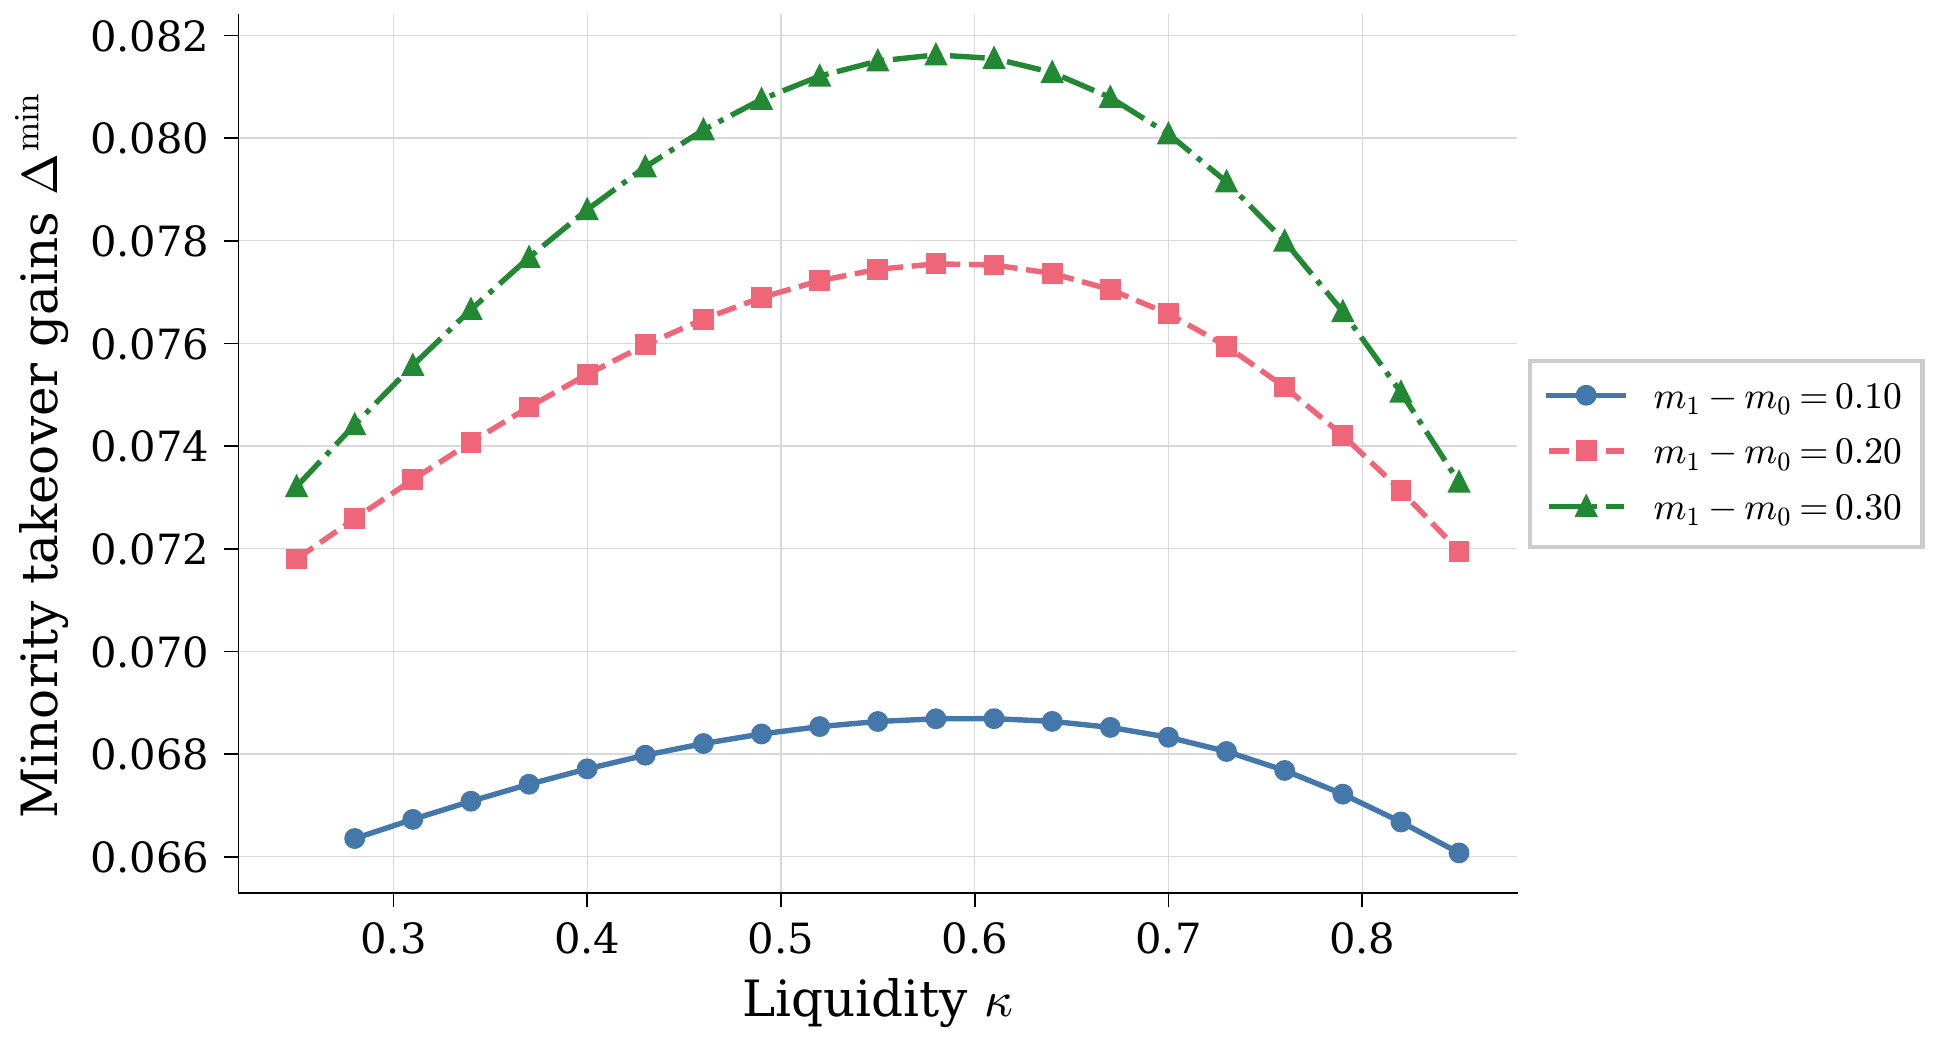 Minority takeover gains Δ^min
0.082
0.080
0.078
0.076
0.074
0.072
0.070
0.068
0.066
0.3 0.4 0.5 0.6 0.7 0.8
Liquidity κ
m₁ − m₀ = 0.10
m₁ − m₀ = 0.20
m₁ − m₀ = 0.30